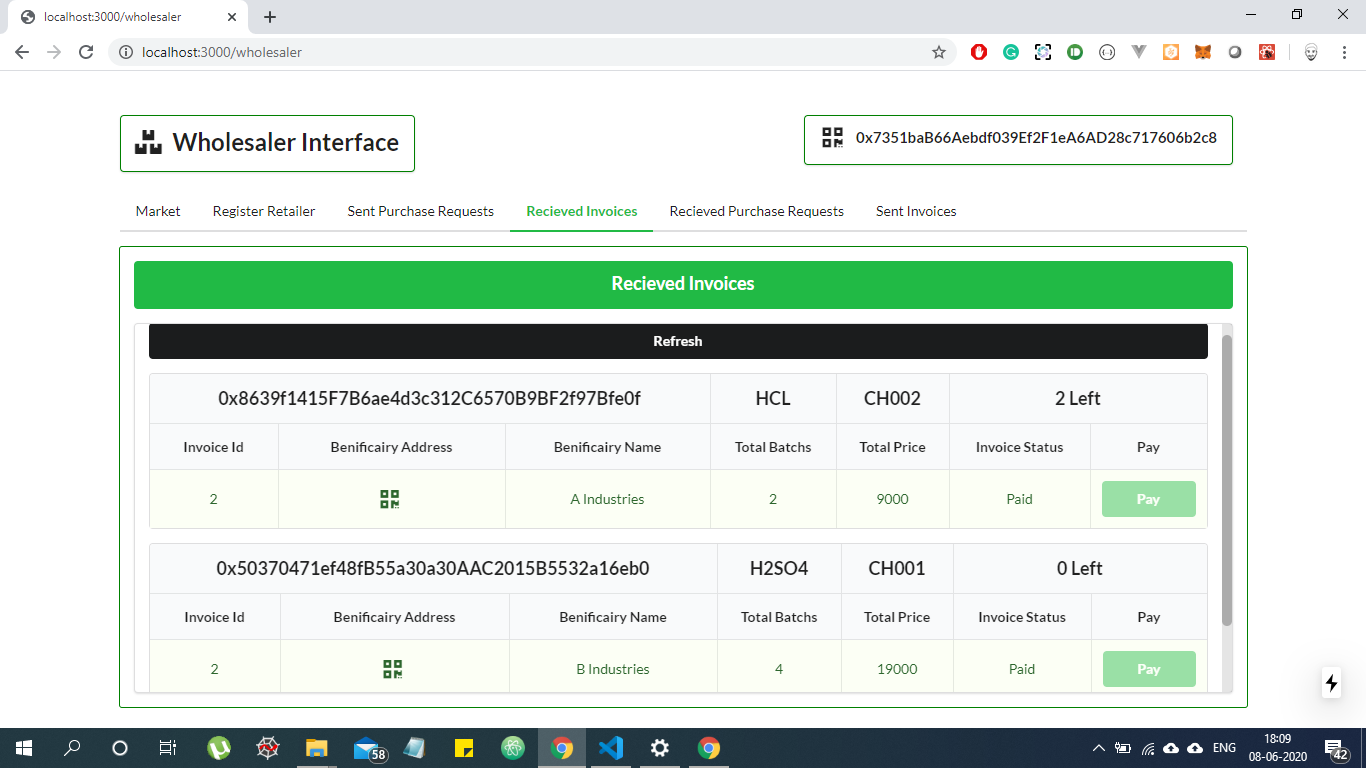 localhost:3000/wholesaler
localhost:3000/wholesaler
Wholesaler Interface
0x7351baB66Aebdf039Ef2F1eA6AD28c717606b2c8
Market Register Retailer Sent Purchase Requests Recieved Invoices Recieved Purchase Requests Sent Invoices
Recieved Invoices
Refresh
0x8639f1415F7B6ae4d3c312C6570B9BF2f97Bfe0f HCL CH002 2 Left
Invoice Id Benificairy Address Benificairy Name Total Batchs Total Price Invoice Status Pay
2 A Industries 2 9000 Paid Pay
0x50370471ef48fB55a30a30AAC2015B5532a16eb0 H2SO4 CH001 0 Left
Invoice Id Benificairy Address Benificairy Name Total Batchs Total Price Invoice Status Pay
2 B Industries 4 19000 Paid Pay
58
ENG
18:09
08-06-2020
42